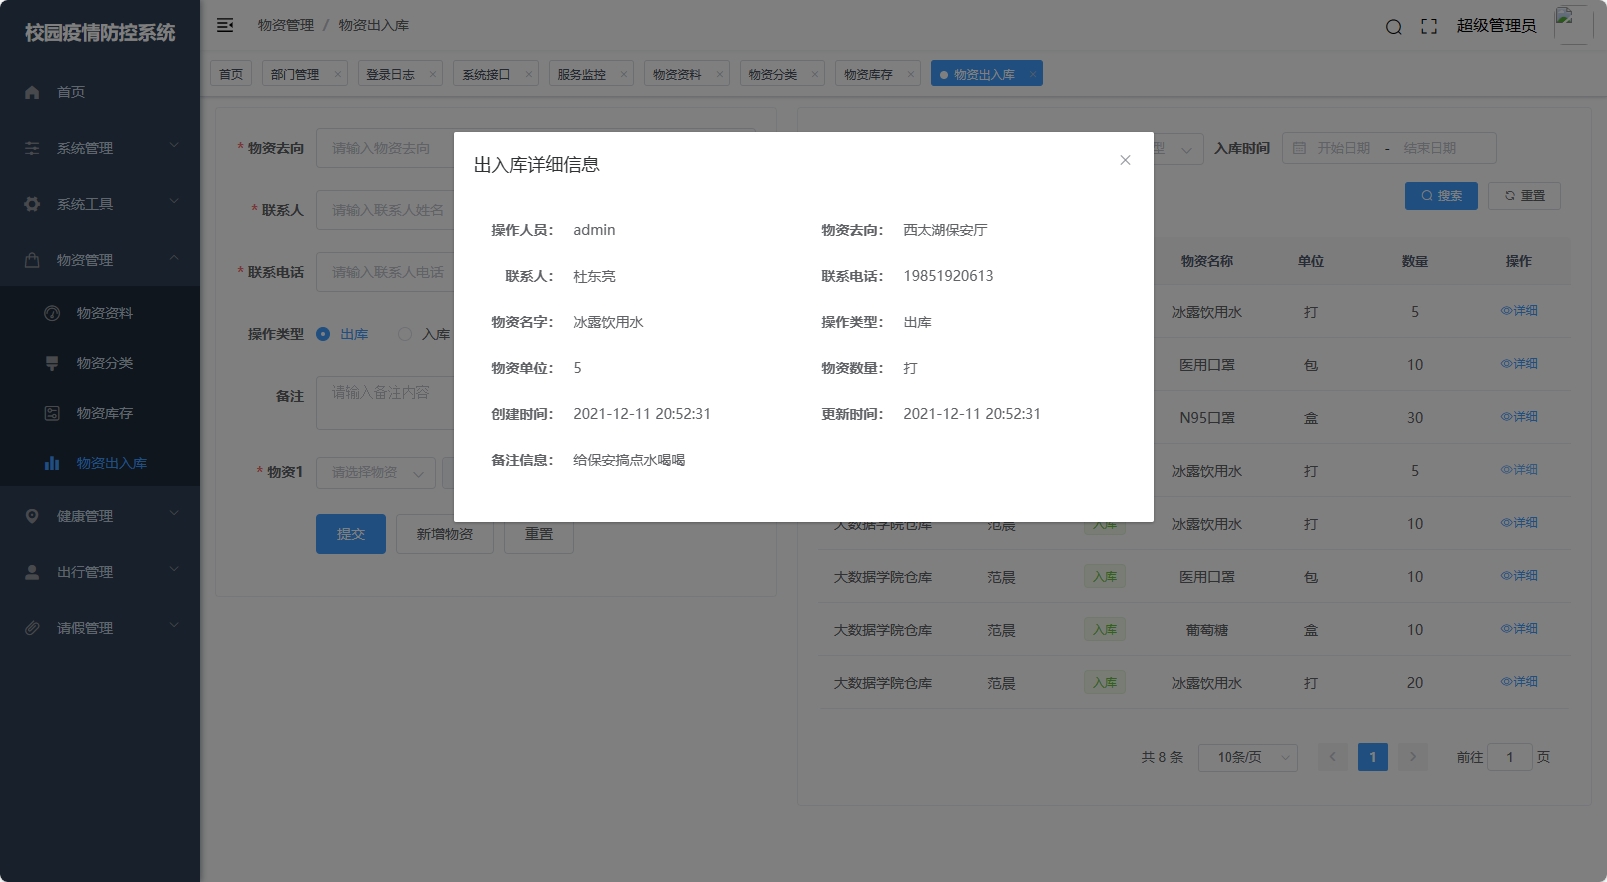 校园疫情防控系统
物资管理 / 物资出入库
超级管理员
首页
部门管理 ×
登录日志 ×
系统接口 ×
服务监控 ×
物资资料 ×
物资分类 ×
物资库存 ×
物资出入库 ×
首页
系统管理
系统工具
物资管理
物资资料
物资分类
物资库存
物资出入库
健康管理
出行管理
请假管理
* 物资去向 请输入物资去向
* 联系人 请输入联系人姓名
* 联系电话 请输入联系人电话
操作类型 出库 入库
备注 请输入备注内容
* 物资1 请选择物资
提交 新增物资 重置
出入库详细信息
操作人员： admin 物资去向： 西太湖保安厅
联系人： 杜东亮 联系电话： 19851920613
物资名字： 冰露饮用水 操作类型： 出库
物资单位： 5 物资数量： 打
创建时间： 2021-12-11 20:52:31 更新时间： 2021-12-11 20:52:31
备注信息： 给保安搞点水喝喝
型 入库时间 开始日期 - 结束日期
搜索 重置
物资名称 单位 数量 操作
冰露饮用水 打 5 详细
医用口罩 包 10 详细
N95口罩 盒 30 详细
冰露饮用水 打 5 详细
大数据学院仓库 范晨 入库 冰露饮用水 打 10 详细
大数据学院仓库 范晨 入库 医用口罩 包 10 详细
大数据学院仓库 范晨 入库 葡萄糖 盒 10 详细
大数据学院仓库 范晨 入库 冰露饮用水 打 20 详细
共 8 条 10条/页 1 前往 1 页